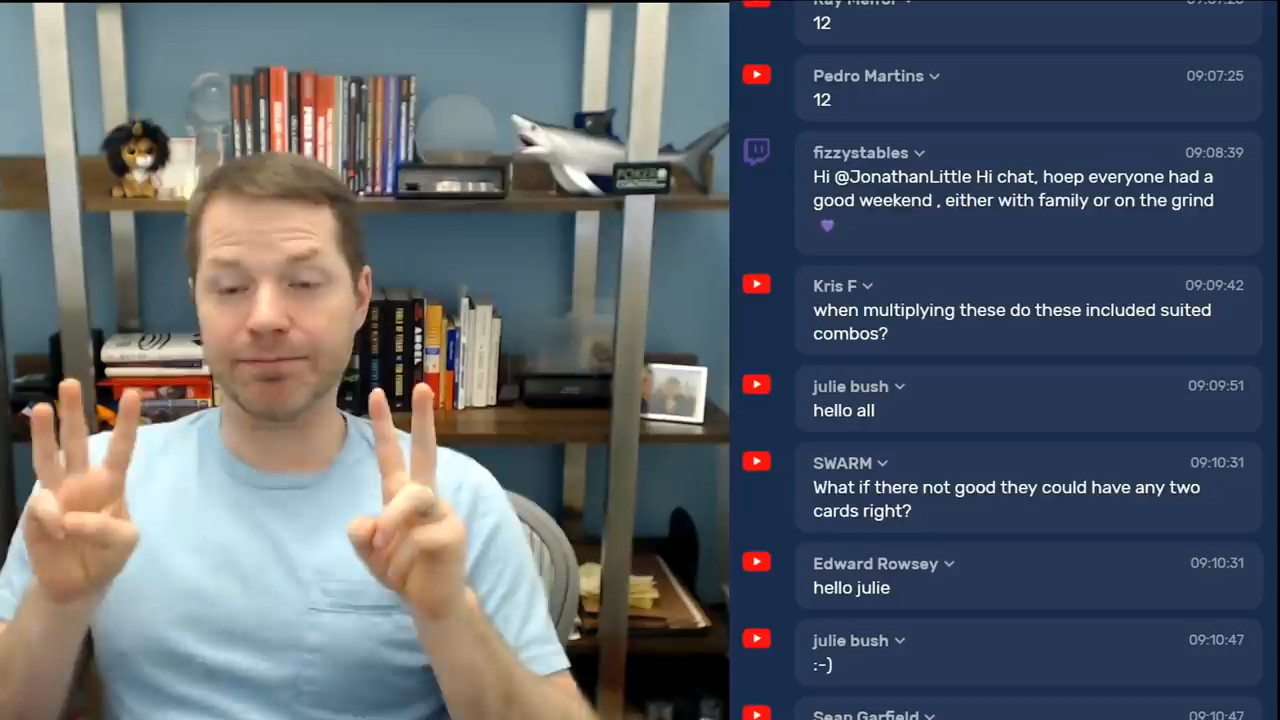 12
Pedro Martins
09:07:25
12
fizzystables
09:08:39
Hi @JonathanLittle Hi chat, hoep everyone had a
good weekend , either with family or on the grind
Kris F
09:09:42
when multiplying these do these included suited
combos?
julie bush
09:09:51
hello all
SWARM
09:10:31
What if there not good they could have any two
cards right?
Edward Rowsey
09:10:31
hello julie
julie bush
09:10:47
:-)
Sean Garfield
09:10:47
POKER
ANGEL